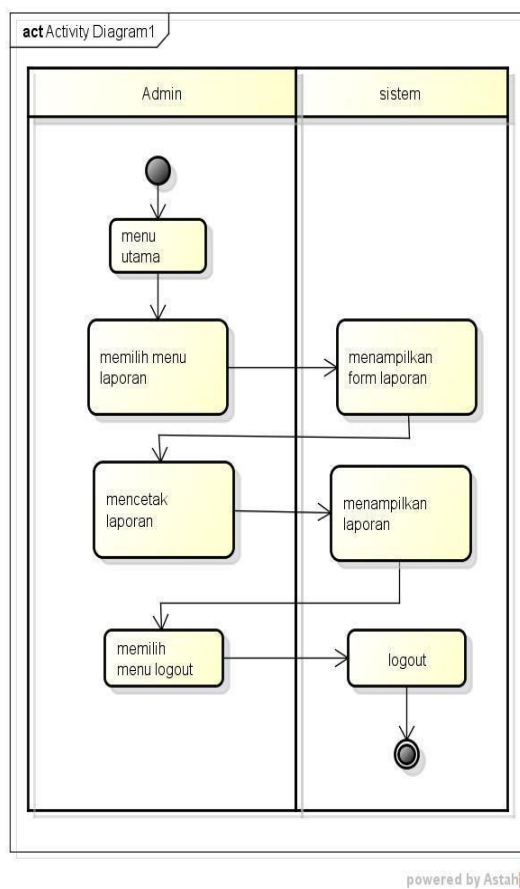 act Activity Diagram1
Admin
sistem
menu
utama
memilih menu
laporan
menampilkan
form laporan
mencetak
laporan
menampilkan
laporan
memilih
menu logout
logout
powered by Astah